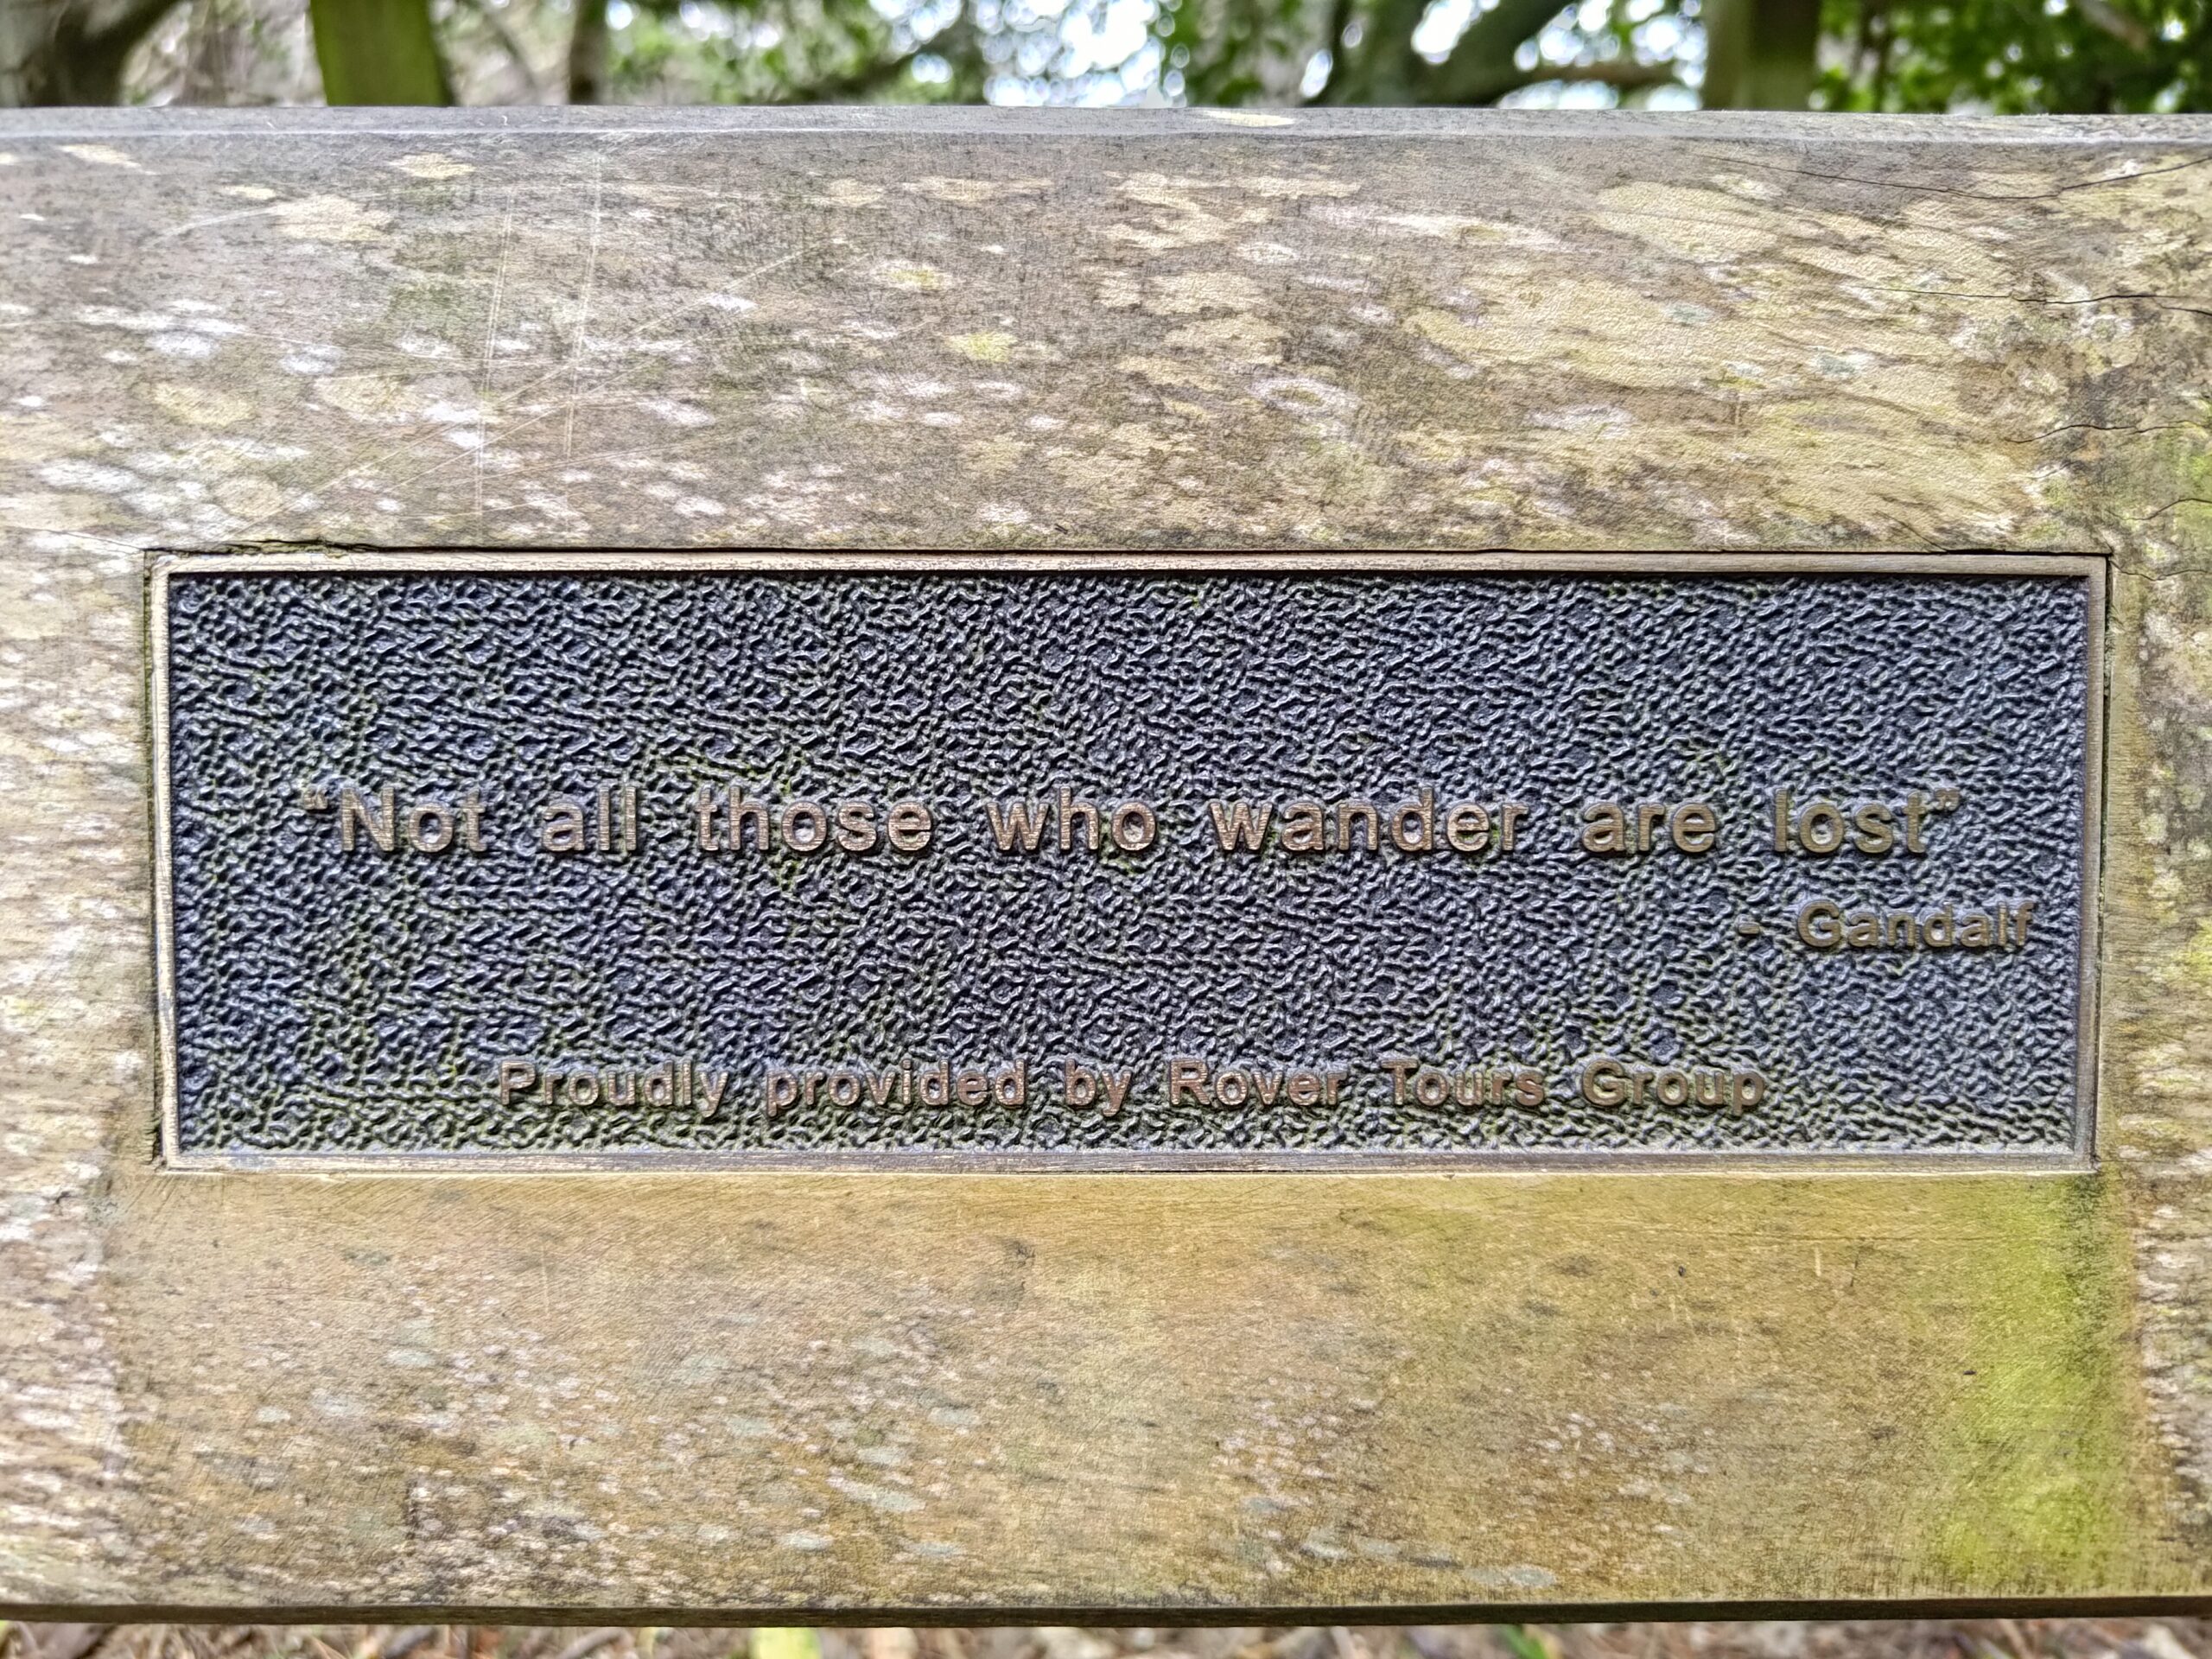 “Not all those who wander are lost”
- Gandalf
Proudly provided by Rover Tours Group